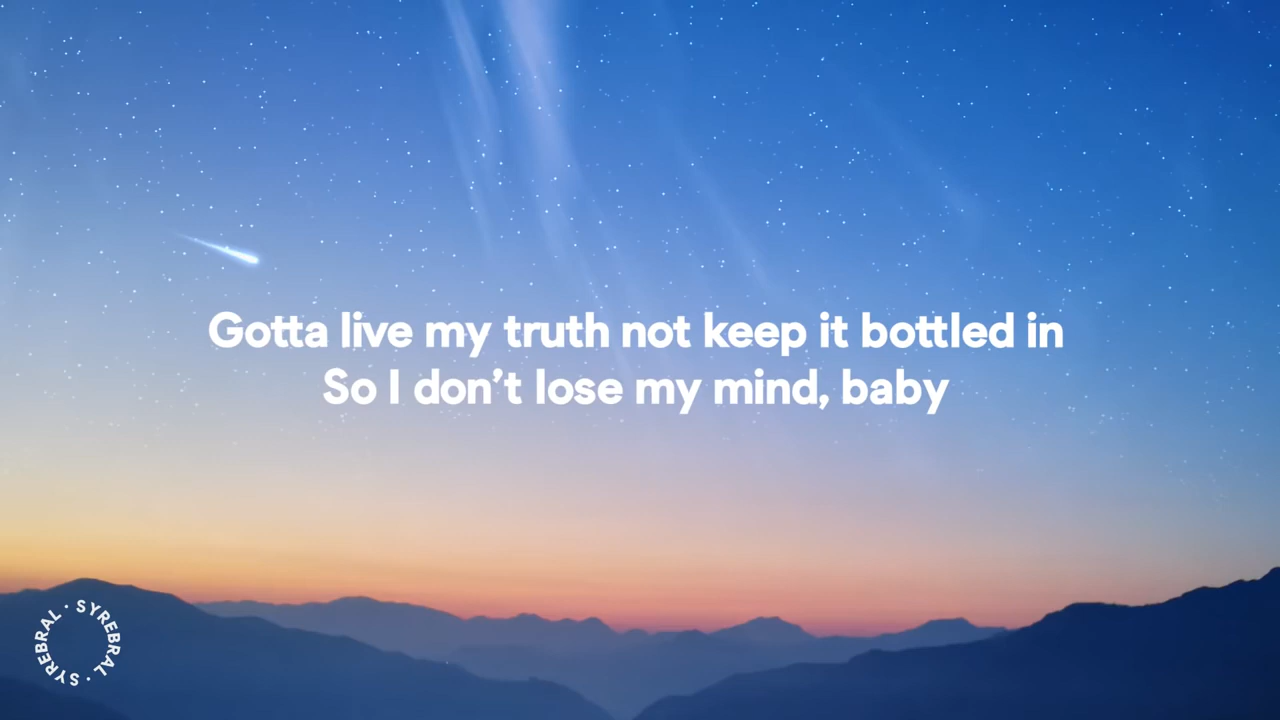 Gotta live my truth not keep it bottled in
So I don’t lose my mind, baby
SYREBRAL · SYREBRAL ·